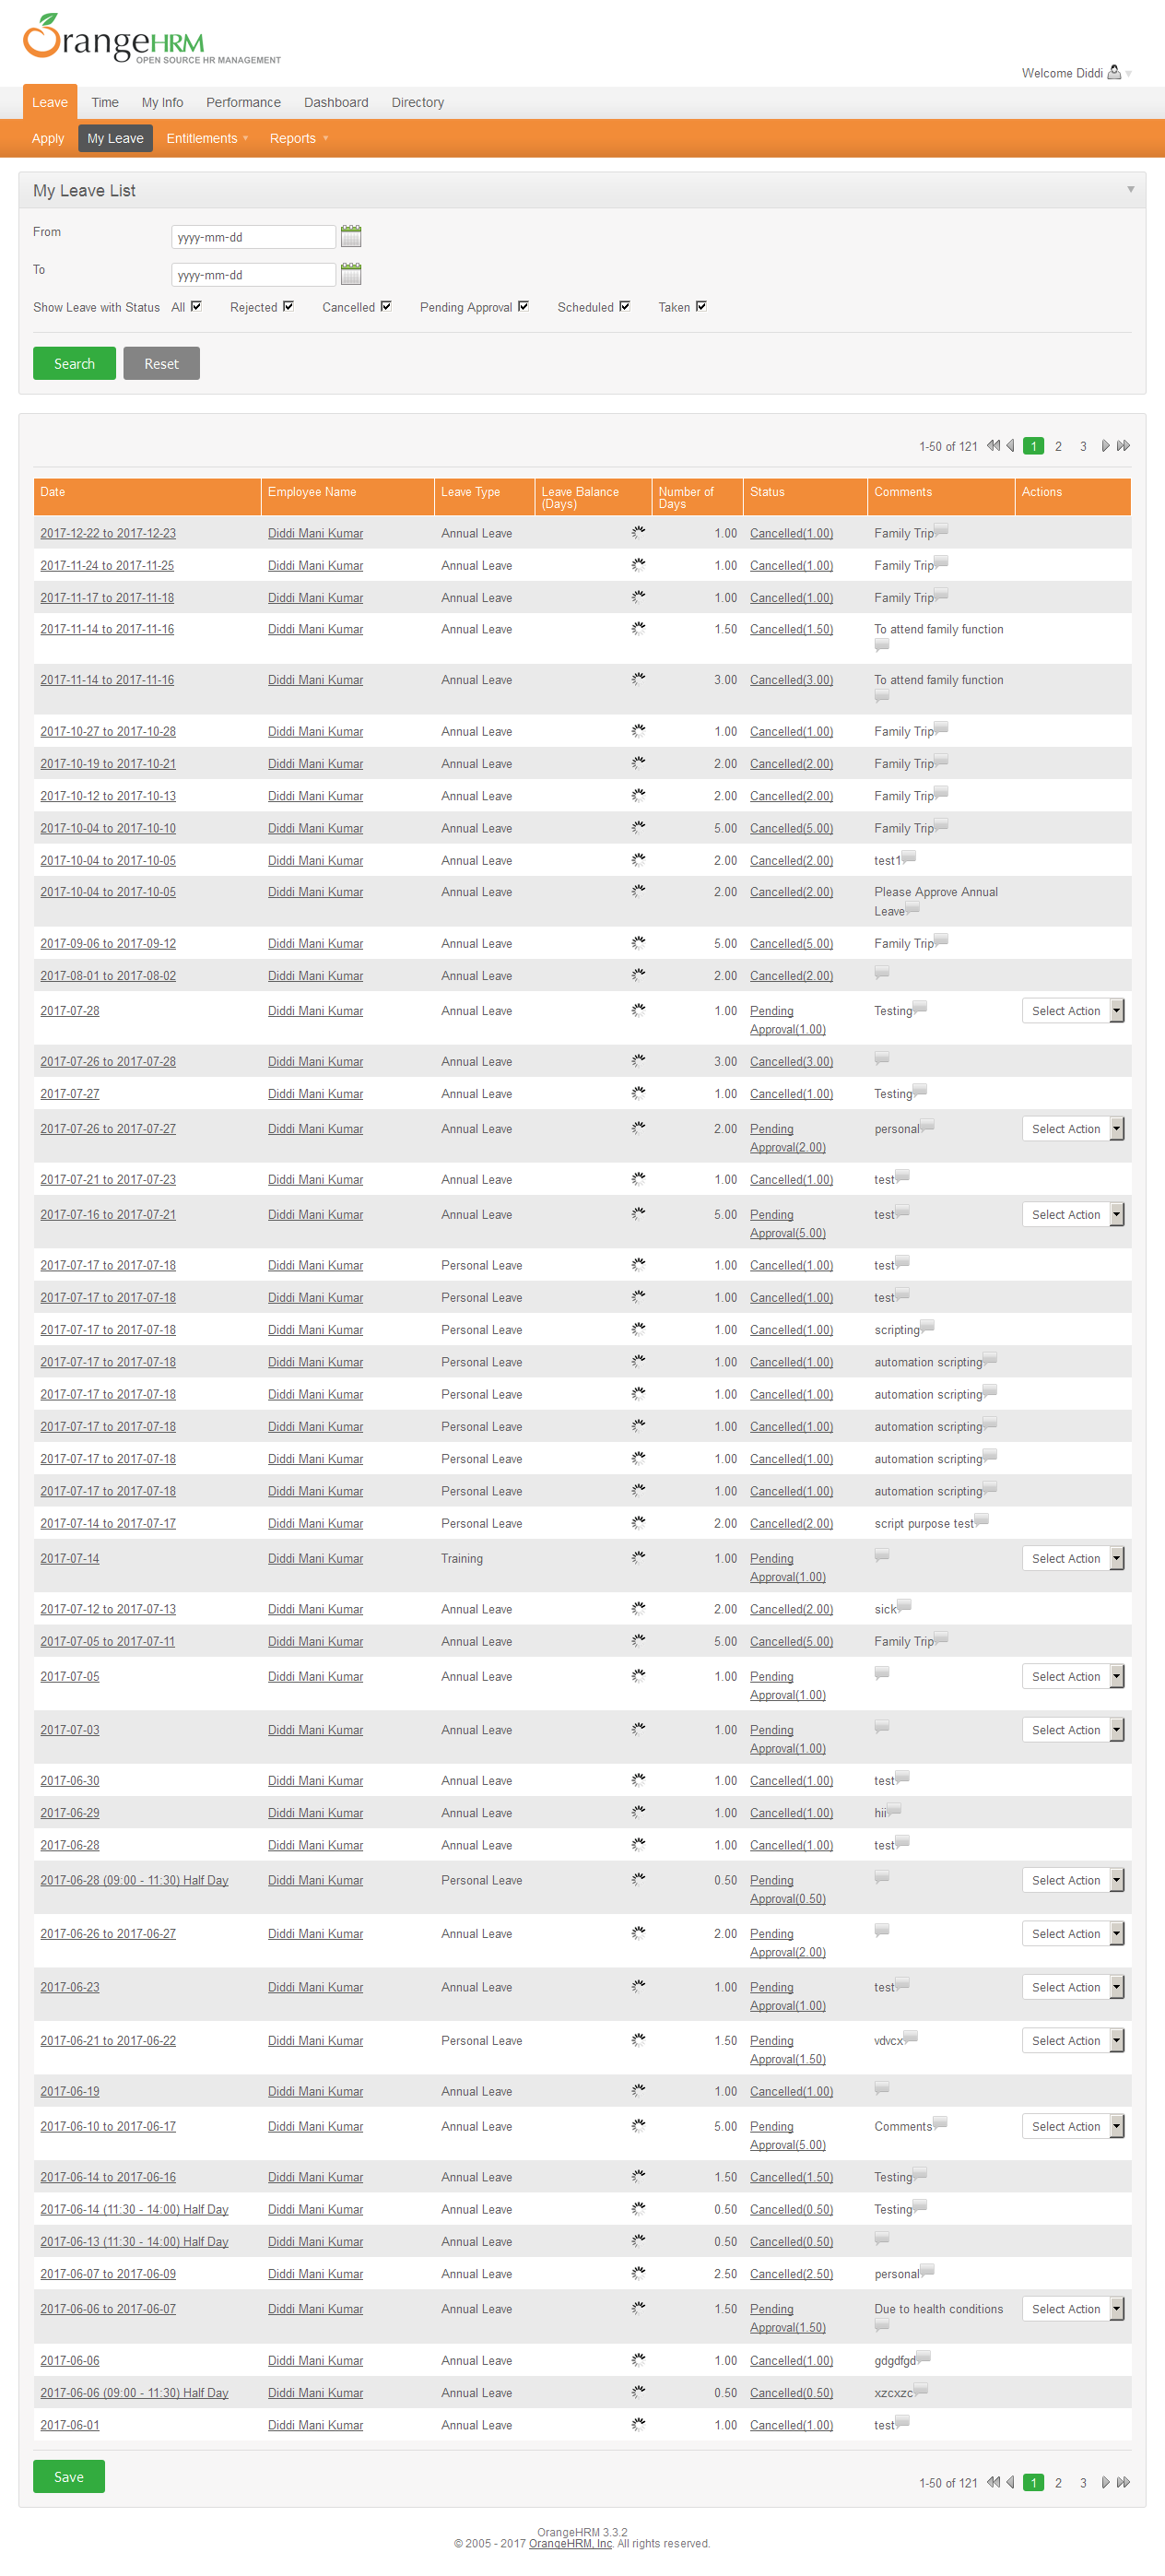 OrangeHRM
OPEN SOURCE HR MANAGEMENT
Welcome Diddi
Leave Time My Info Performance Dashboard Directory
Apply My Leave Entitlements Reports
My Leave List
From yyyy-mm-dd
To yyyy-mm-dd
Show Leave with Status All Rejected Cancelled Pending Approval Scheduled Taken
Search Reset
1-50 of 121 1 2 3
Date Employee Name Leave Type Leave Balance (Days) Number of Days Status Comments Actions
2017-12-22 to 2017-12-23 Diddi Mani Kumar Annual Leave 1.00 Cancelled(1.00) Family Trip
2017-11-24 to 2017-11-25 Diddi Mani Kumar Annual Leave 1.00 Cancelled(1.00) Family Trip
2017-11-17 to 2017-11-18 Diddi Mani Kumar Annual Leave 1.00 Cancelled(1.00) Family Trip
2017-11-14 to 2017-11-16 Diddi Mani Kumar Annual Leave 1.50 Cancelled(1.50) To attend family function
2017-11-14 to 2017-11-16 Diddi Mani Kumar Annual Leave 3.00 Cancelled(3.00) To attend family function
2017-10-27 to 2017-10-28 Diddi Mani Kumar Annual Leave 1.00 Cancelled(1.00) Family Trip
2017-10-19 to 2017-10-21 Diddi Mani Kumar Annual Leave 2.00 Cancelled(2.00) Family Trip
2017-10-12 to 2017-10-13 Diddi Mani Kumar Annual Leave 2.00 Cancelled(2.00) Family Trip
2017-10-04 to 2017-10-10 Diddi Mani Kumar Annual Leave 5.00 Cancelled(5.00) Family Trip
2017-10-04 to 2017-10-05 Diddi Mani Kumar Annual Leave 2.00 Cancelled(2.00) test1
2017-10-04 to 2017-10-05 Diddi Mani Kumar Annual Leave 2.00 Cancelled(2.00) Please Approve Annual Leave
2017-09-06 to 2017-09-12 Diddi Mani Kumar Annual Leave 5.00 Cancelled(5.00) Family Trip
2017-08-01 to 2017-08-02 Diddi Mani Kumar Annual Leave 2.00 Cancelled(2.00)
2017-07-28 Diddi Mani Kumar Annual Leave 1.00 Pending Approval(1.00) Testing Select Action
2017-07-26 to 2017-07-28 Diddi Mani Kumar Annual Leave 3.00 Cancelled(3.00)
2017-07-27 Diddi Mani Kumar Annual Leave 1.00 Cancelled(1.00) Testing
2017-07-26 to 2017-07-27 Diddi Mani Kumar Annual Leave 2.00 Pending Approval(2.00) personal Select Action
2017-07-21 to 2017-07-23 Diddi Mani Kumar Annual Leave 1.00 Cancelled(1.00) test
2017-07-16 to 2017-07-21 Diddi Mani Kumar Annual Leave 5.00 Pending Approval(5.00) test Select Action
2017-07-17 to 2017-07-18 Diddi Mani Kumar Personal Leave 1.00 Cancelled(1.00) test
2017-07-17 to 2017-07-18 Diddi Mani Kumar Personal Leave 1.00 Cancelled(1.00) test
2017-07-17 to 2017-07-18 Diddi Mani Kumar Personal Leave 1.00 Cancelled(1.00) scripting
2017-07-17 to 2017-07-18 Diddi Mani Kumar Personal Leave 1.00 Cancelled(1.00) automation scripting
2017-07-17 to 2017-07-18 Diddi Mani Kumar Personal Leave 1.00 Cancelled(1.00) automation scripting
2017-07-17 to 2017-07-18 Diddi Mani Kumar Personal Leave 1.00 Cancelled(1.00) automation scripting
2017-07-17 to 2017-07-18 Diddi Mani Kumar Personal Leave 1.00 Cancelled(1.00) automation scripting
2017-07-17 to 2017-07-18 Diddi Mani Kumar Personal Leave 1.00 Cancelled(1.00) automation scripting
2017-07-14 to 2017-07-17 Diddi Mani Kumar Personal Leave 2.00 Cancelled(2.00) script purpose test
2017-07-14 Diddi Mani Kumar Training 1.00 Pending Approval(1.00) Select Action
2017-07-12 to 2017-07-13 Diddi Mani Kumar Annual Leave 2.00 Cancelled(2.00) sick
2017-07-05 to 2017-07-11 Diddi Mani Kumar Annual Leave 5.00 Cancelled(5.00) Family Trip
2017-07-05 Diddi Mani Kumar Annual Leave 1.00 Pending Approval(1.00) Select Action
2017-07-03 Diddi Mani Kumar Annual Leave 1.00 Pending Approval(1.00) Select Action
2017-06-30 Diddi Mani Kumar Annual Leave 1.00 Cancelled(1.00) test
2017-06-29 Diddi Mani Kumar Annual Leave 1.00 Cancelled(1.00) hii
2017-06-28 Diddi Mani Kumar Annual Leave 1.00 Cancelled(1.00) test
2017-06-28 (09:00 - 11:30) Half Day Diddi Mani Kumar Personal Leave 0.50 Pending Approval(0.50) Select Action
2017-06-26 to 2017-06-27 Diddi Mani Kumar Annual Leave 2.00 Pending Approval(2.00) Select Action
2017-06-23 Diddi Mani Kumar Annual Leave 1.00 Pending Approval(1.00) test Select Action
2017-06-21 to 2017-06-22 Diddi Mani Kumar Personal Leave 1.50 Pending Approval(1.50) vdvcx Select Action
2017-06-19 Diddi Mani Kumar Annual Leave 1.00 Cancelled(1.00)
2017-06-10 to 2017-06-17 Diddi Mani Kumar Annual Leave 5.00 Pending Approval(5.00) Comments Select Action
2017-06-14 to 2017-06-16 Diddi Mani Kumar Annual Leave 1.50 Cancelled(1.50) Testing
2017-06-14 (11:30 - 14:00) Half Day Diddi Mani Kumar Annual Leave 0.50 Cancelled(0.50) Testing
2017-06-13 (11:30 - 14:00) Half Day Diddi Mani Kumar Annual Leave 0.50 Cancelled(0.50)
2017-06-07 to 2017-06-09 Diddi Mani Kumar Annual Leave 2.50 Cancelled(2.50) personal
2017-06-06 to 2017-06-07 Diddi Mani Kumar Annual Leave 1.50 Pending Approval(1.50) Due to health conditions Select Action
2017-06-06 Diddi Mani Kumar Annual Leave 1.00 Cancelled(1.00) gdgdfgd
2017-06-06 (09:00 - 11:30) Half Day Diddi Mani Kumar Annual Leave 0.50 Cancelled(0.50) xzcxzc
2017-06-01 Diddi Mani Kumar Annual Leave 1.00 Cancelled(1.00) test
Save
1-50 of 121 1 2 3
OrangeHRM 3.3.2
© 2005 - 2017 OrangeHRM, Inc. All rights reserved.